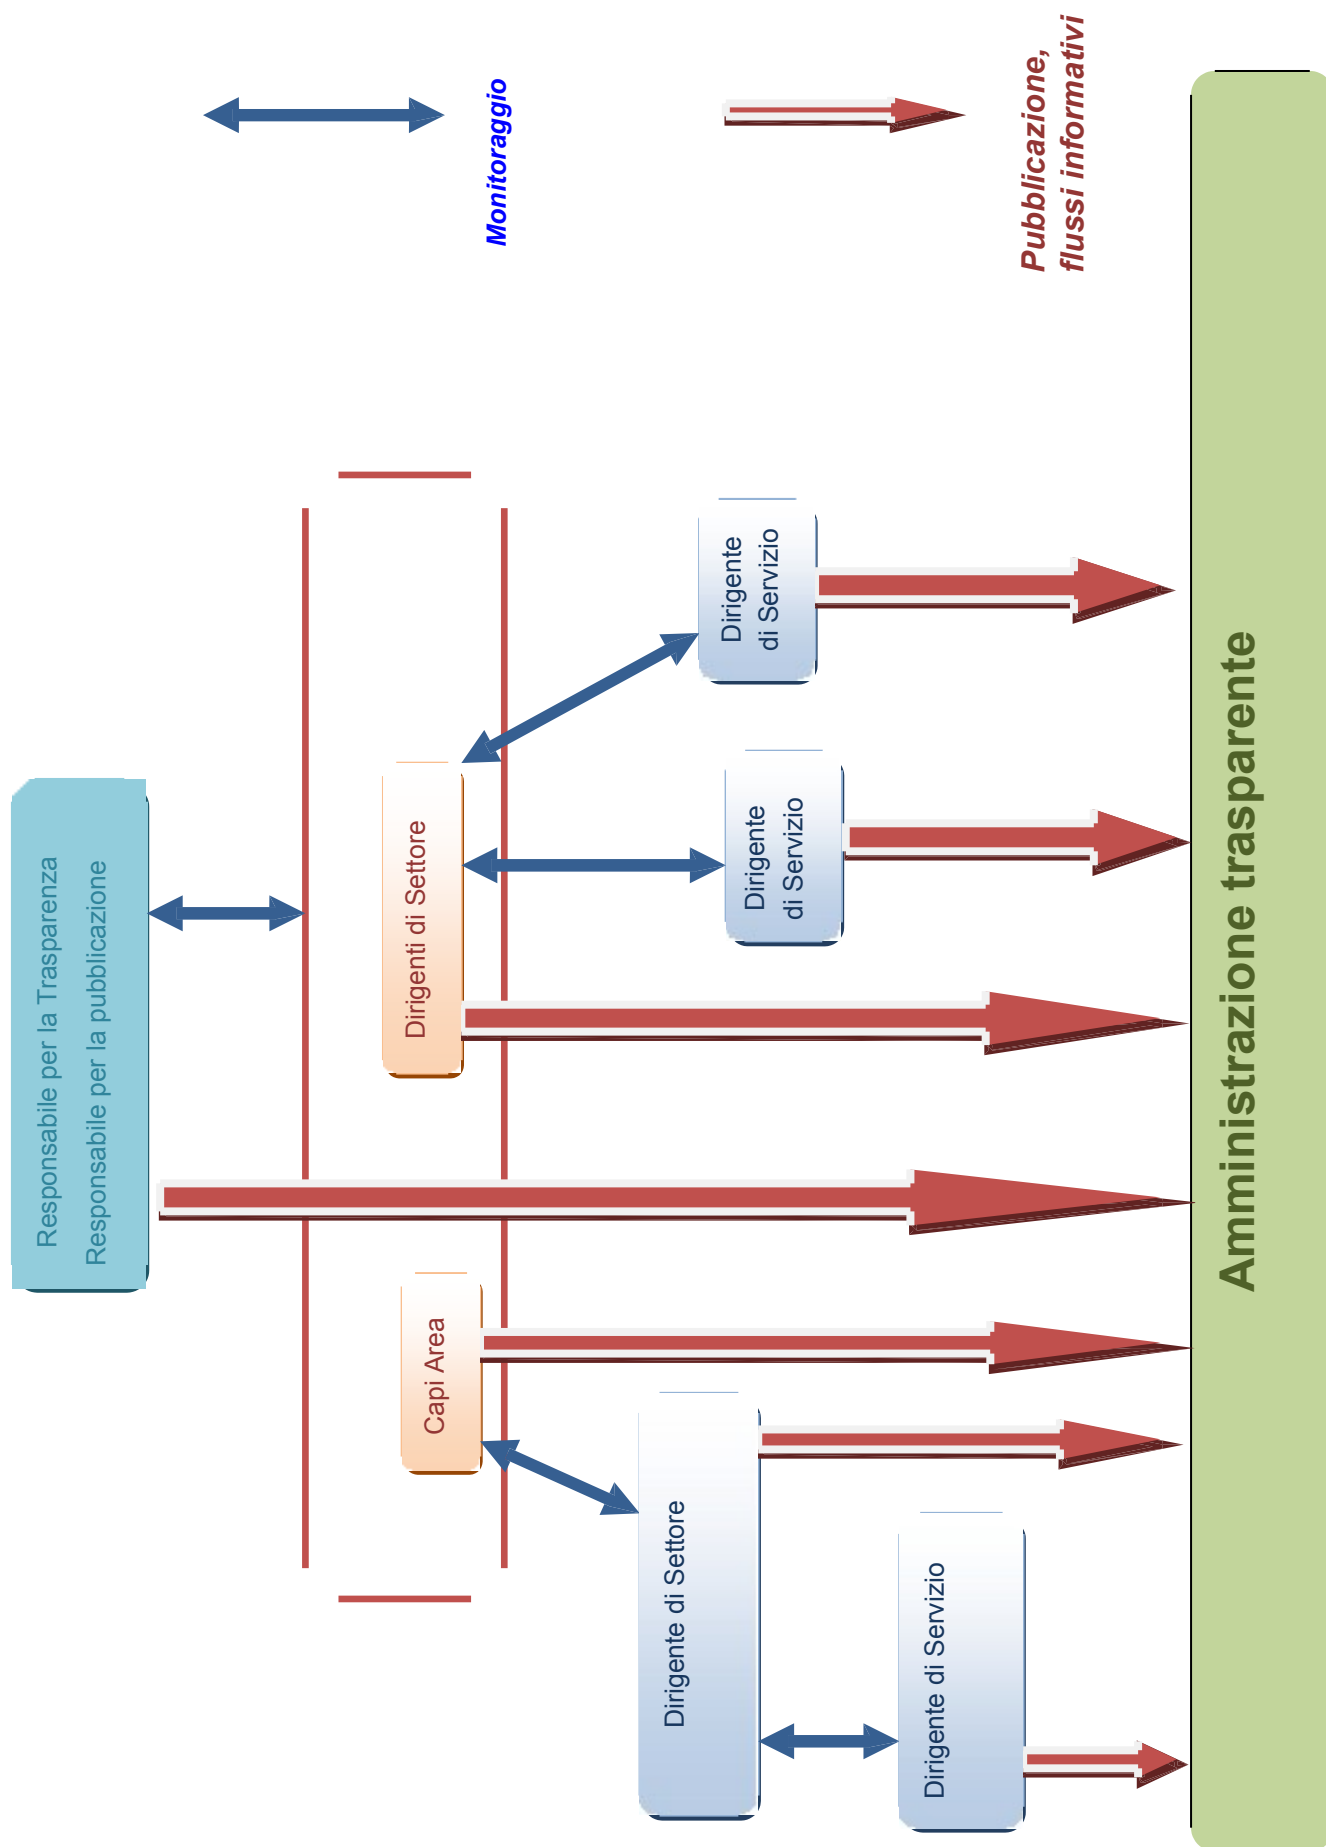 Responsabile per la Trasparenza
Responsabile per la pubblicazione
Capi Area
Dirigenti di Settore
Dirigente di Settore
Dirigente
di Servizio
Dirigente
di Servizio
Dirigente di Servizio
Monitoraggio
Pubblicazione,
flussi informativi
Amministrazione trasparente